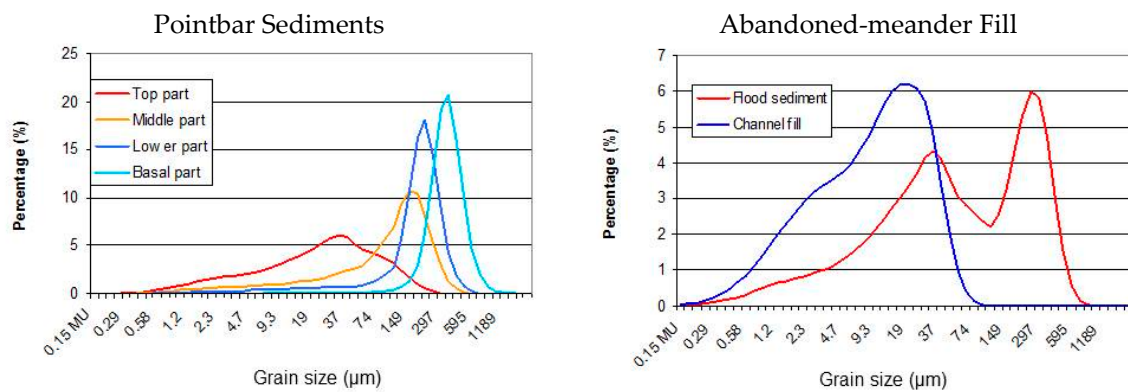 Pointbar Sediments
25
20
15
10
5
0
Percentage (%)
Top part
Middle part
Low er part
Basal part
0.15 MU
0.29
0.58
1.2
2.3
4.7
9.3
19
37
74
149
297
595
1189
Grain size (µm)
Abandoned-meander Fill
7
6
5
4
3
2
1
0
Percentage (%)
Flood sediment
Channel fill
0.15 MU
0.29
0.58
1.2
2.3
4.7
9.3
19
37
74
149
297
595
1189
Grain size (µm)